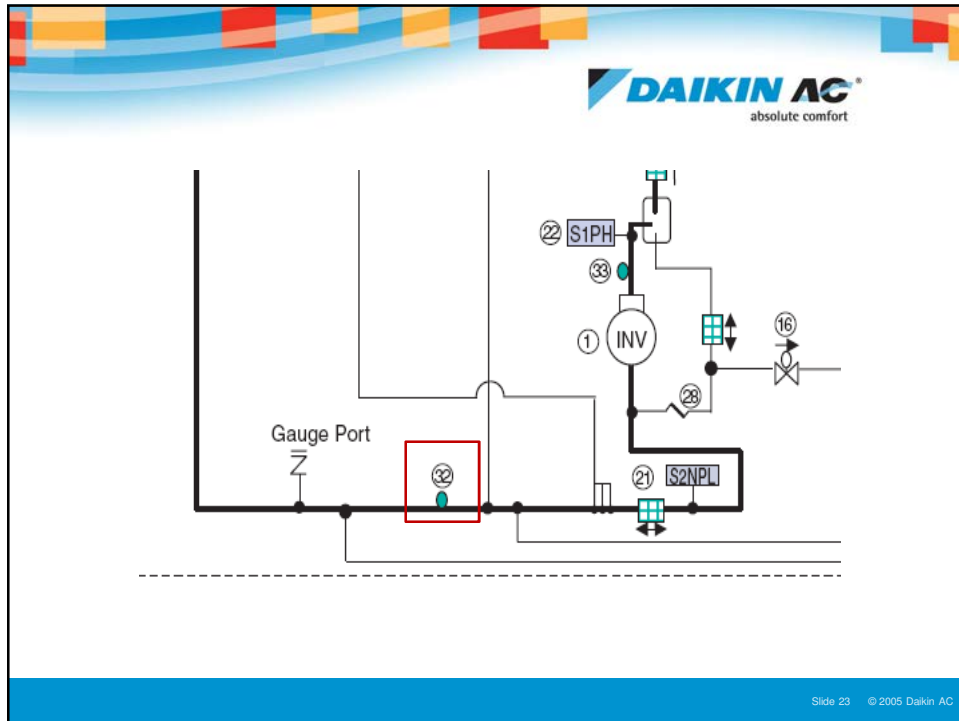 DAIKIN AC®
absolute comfort
22 S1PH
33
1 INV
16
28
Gauge Port
32
21 S2NPL
Slide 23 © 2005 Daikin AC